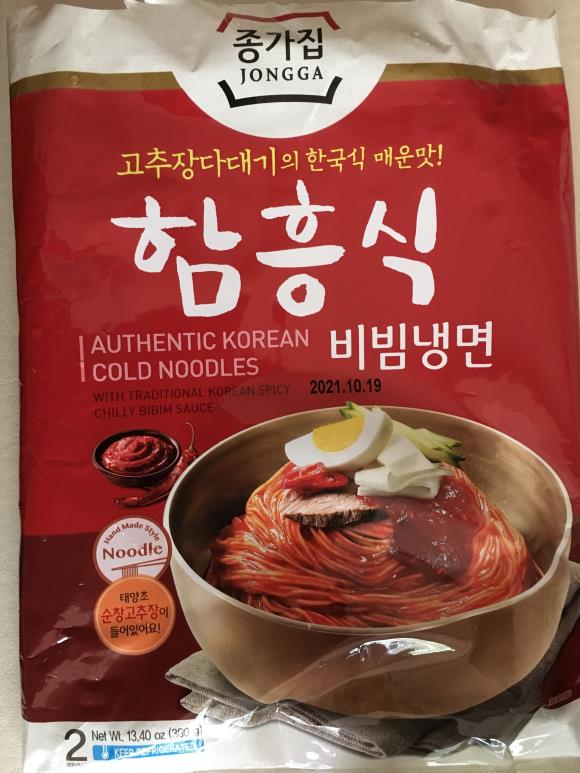 종가집
JONGGA
고추장다대기의 한국식 매운맛!
함흥식
비빔냉면
AUTHENTIC KOREAN
COLD NOODLES
WITH TRADITIONAL KOREAN SPICY
CHILLY BIBIM SAUCE
2021.10.19
Hand Made Style
Noodle
태양초
순창고추장이
들어있어요!
2
Net Wt. 13.40 oz (380 g)
KEEP REFRIGERATED